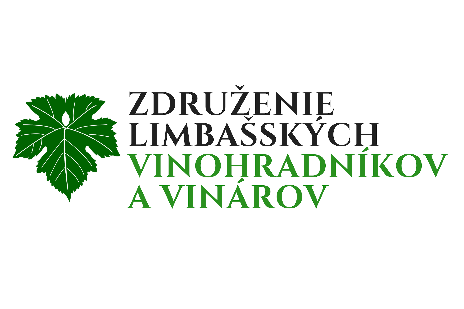 ZDRUŽENIE
LIMBAŠSKÝCH
VINOHRADNÍKOV
A VINÁROV